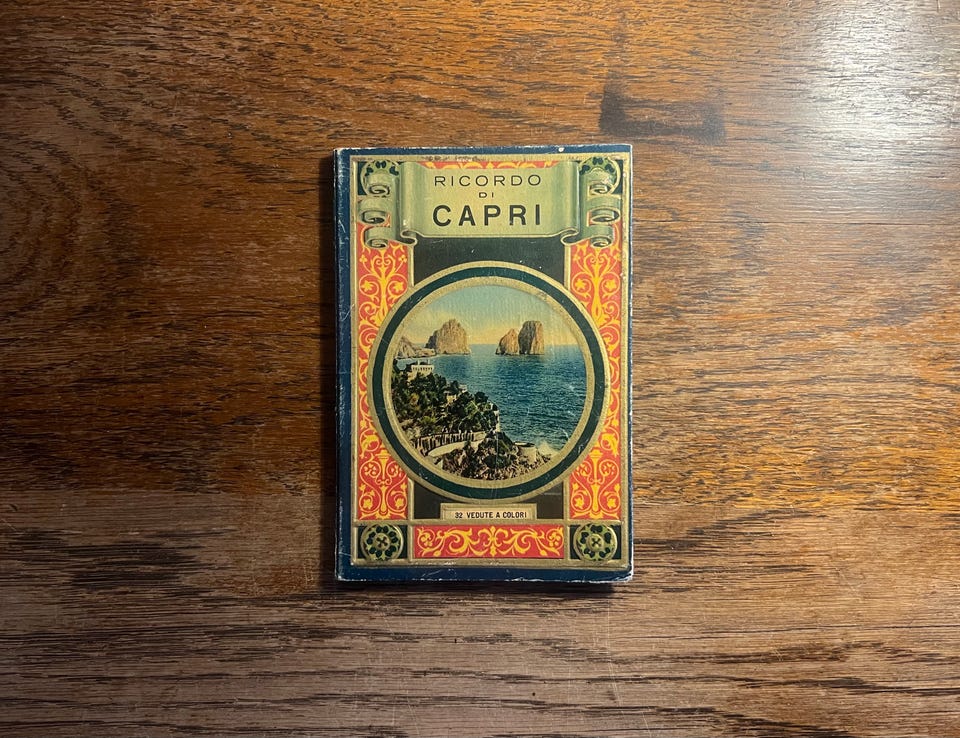 RICORDO
DI
CAPRI
32 VEDUTE A COLORI